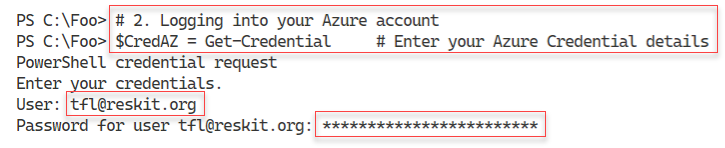 PS C:\Foo> # 2. Logging into your Azure account
PS C:\Foo> $CredAZ = Get-Credential     # Enter your Azure Credential details
PowerShell credential request
Enter your credentials.
User: tfl@reskit.org
Password for user tfl@reskit.org: ************************